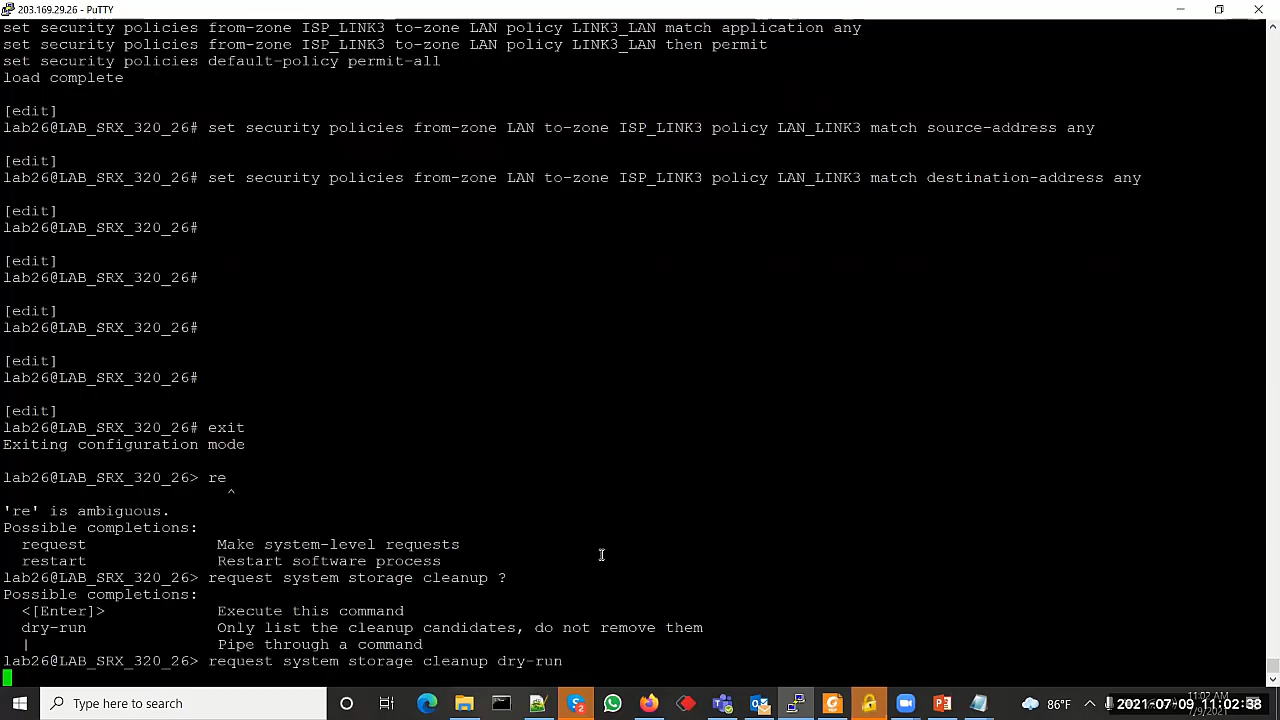 203.169.29.26 - PuTTY
set security policies from-zone ISP_LINK3 to-zone LAN policy LINK3_LAN match application any
set security policies from-zone ISP_LINK3 to-zone LAN policy LINK3_LAN then permit
set security policies default-policy permit-all
load complete
[edit]
lab26@LAB_SRX_320_26# set security policies from-zone LAN to-zone ISP_LINK3 policy LAN_LINK3 match source-address any
[edit]
lab26@LAB_SRX_320_26# set security policies from-zone LAN to-zone ISP_LINK3 policy LAN_LINK3 match destination-address any
[edit]
lab26@LAB_SRX_320_26#
[edit]
lab26@LAB_SRX_320_26#
[edit]
lab26@LAB_SRX_320_26#
[edit]
lab26@LAB_SRX_320_26#
[edit]
lab26@LAB_SRX_320_26# exit
Exiting configuration mode
lab26@LAB_SRX_320_26> re
^
're' is ambiguous.
Possible completions:
request Make system-level requests
restart Restart software process
lab26@LAB_SRX_320_26> request system storage cleanup ?
Possible completions:
<[Enter]> Execute this command
dry-run Only list the cleanup candidates, do not remove them
| Pipe through a command
lab26@LAB_SRX_320_26> request system storage cleanup dry-run
Type here to search
86°F
11:02 AM
2021-07-09 11:02:38